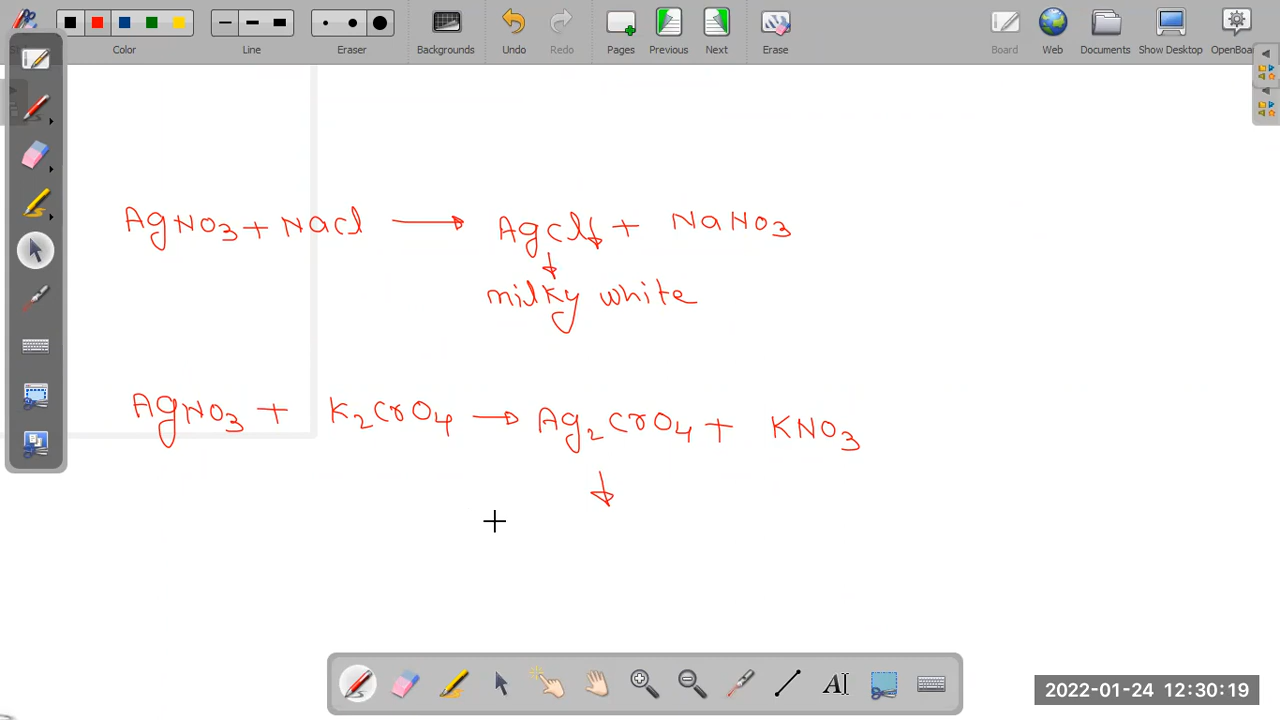 Color Line Eraser Backgrounds Undo Redo Pages Previous Next Erase Board Web Documents Show Desktop OpenBoard
AgNO3 + NaCl → AgCl↓ + NaNO3
↓
milky white
AgNO3 + K2CrO4 → Ag2CrO4 + KNO3
↓
2022-01-24 12:30:19